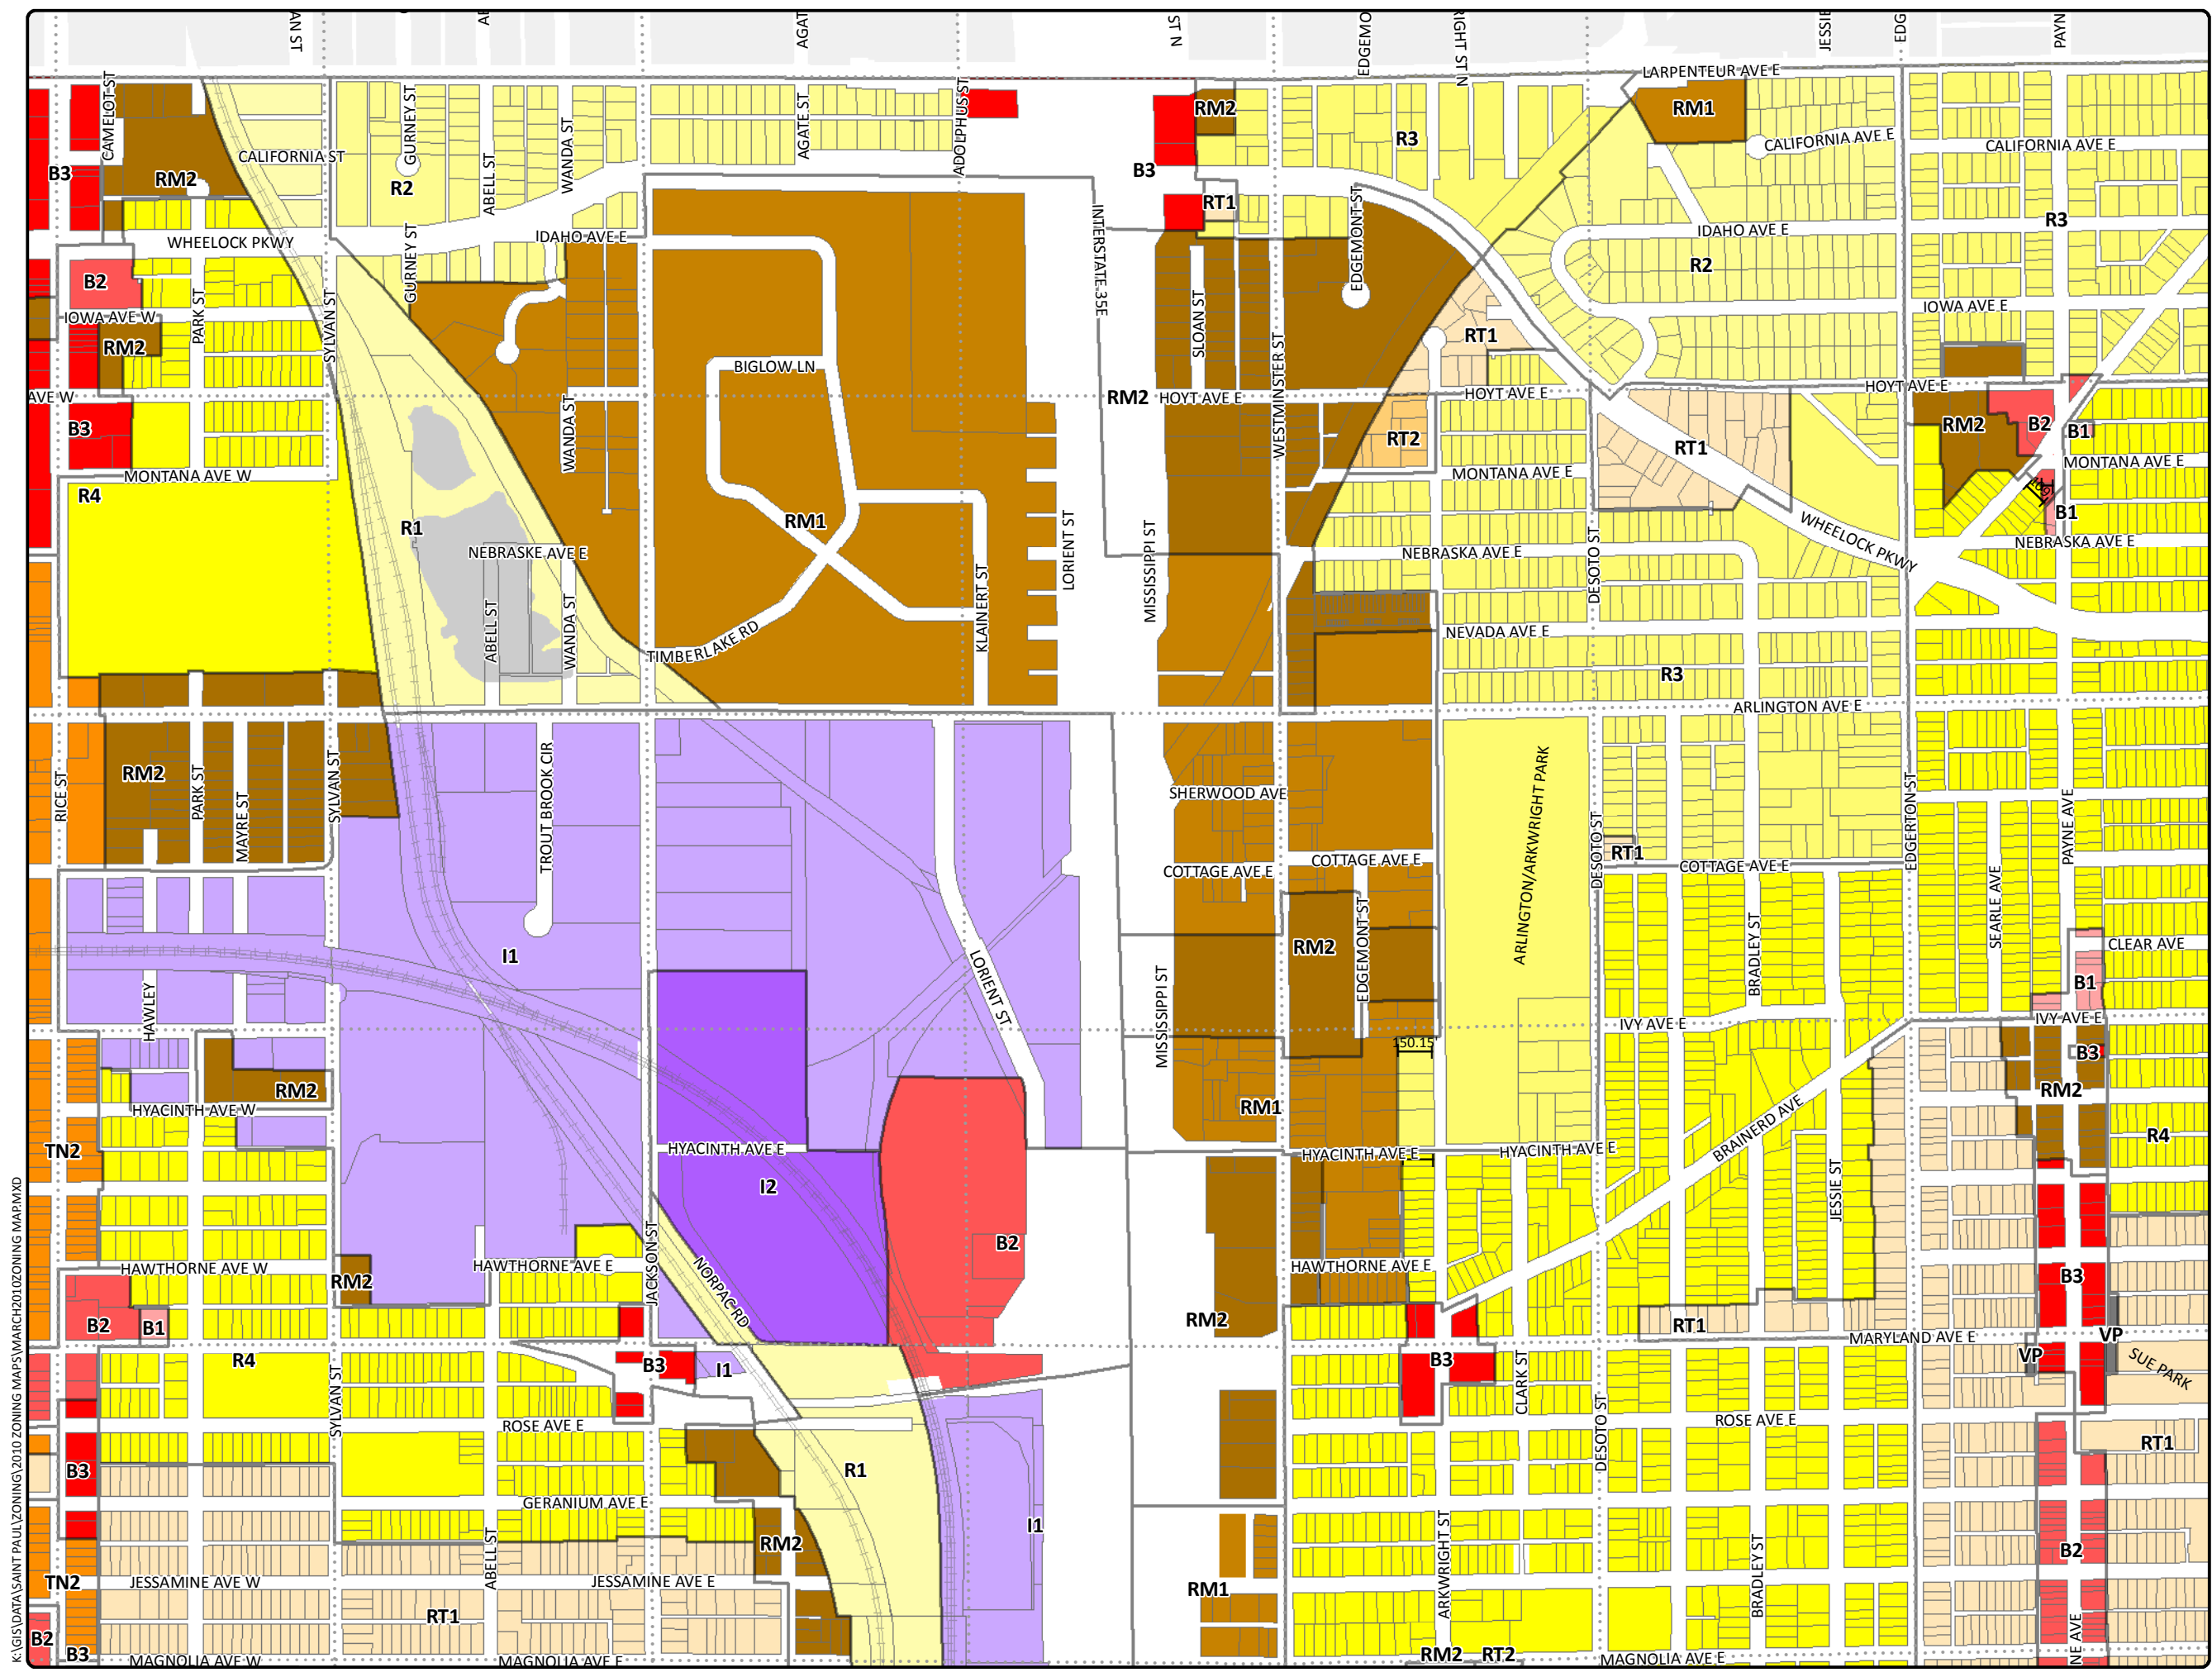 AN ST
AGAT
ST N
EDGEMO
RIGHT ST N
JESSIE
EDG
PAYN
LARPENTEUR AVE E
CAMELOT ST
GURNEY ST
ABELL ST
WANDA ST
AGATE ST
ADOLPHUS ST
RM2
R3
RM1
CALIFORNIA AVE E
CALIFORNIA AVE E
CALIFORNIA ST
B3
RM2
R2
B3
RT1
EDGEMONT ST
R3
WHEELOCK PKWY
GURNEY ST
IDAHO AVE E
INTERSTATE 35E
IDAHO AVE E
R2
B2
PARK ST
SYLVAN ST
SLOAN ST
WESTMINSTER ST
IOWA AVE W
IOWA AVE E
RM2
RT1
BIGLOW LN
AVE W
WANDA ST
RM2
HOYT AVE E
HOYT AVE E
HOYT AVE E
B3
RT2
RT1
RM2
B2
B1
MONTANA AVE W
MONTANA AVE E
MONTANA AVE E
R4
R1
RM1
LORIENT ST
MISSISSIPPI ST
DESOTO ST
WHEELOCK PKWY
B1
NEBRASKE AVE E
NEBRASKA AVE E
NEBRASKA AVE E
ABELL ST
WANDA ST
TIMBERLAKE RD
KLAINERT ST
NEVADA AVE E
R3
ARLINGTON AVE E
RICE ST
RM2
PARK ST
MAYRE ST
SYLVAN ST
TROUT BROOK CIR
SHERWOOD AVE
ARLINGTON/ARKWRIGHT PARK
DESOTO ST
EDGERTON ST
PAYNE AVE
RT1
COTTAGE AVE E
COTTAGE AVE E
COTTAGE AVE E
SEARLE AVE
BRADLEY ST
I1
LORIENT ST
RM2
EDGEMONT ST
CLEAR AVE
B1
HAWLEY
MISSISSIPPI ST
IVY AVE E
IVY AVE E
150.15'
B3
RM2
RM2
HYACINTH AVE W
RM1
BRAINERD AVE
R4
TN2
HYACINTH AVE E
HYACINTH AVE E
HYACINTH AVE E
I2
JESSIE ST
B2
HAWTHORNE AVE W
RM2
HAWTHORNE AVE E
JACKSON ST
NORPAC RD
HAWTHORNE AVE E
B3
B2
B1
RM2
RT1
MARYLAND AVE E
VP
R4
B3
I1
B3
CLARK ST
VP
SUE PARK
SYLVAN ST
ROSE AVE E
DESOTO ST
ROSE AVE E
B3
R1
RT1
GERANIUM AVE E
I1
RM2
ABELL ST
ARKWRIGHT ST
BRADLEY ST
B2
TN2
JESSAMINE AVE W
JESSAMINE AVE E
RM1
RT1
B2
B3
MAGNOLIA AVE W
MAGNOLIA AVE E
RM2
RT2
MAGNOLIA AVE E
NE AVE
K:\GIS\DATA\SAINT PAUL\ZONING\2010 ZONING MAPS\MARCH2010ZONING MAP.MXD